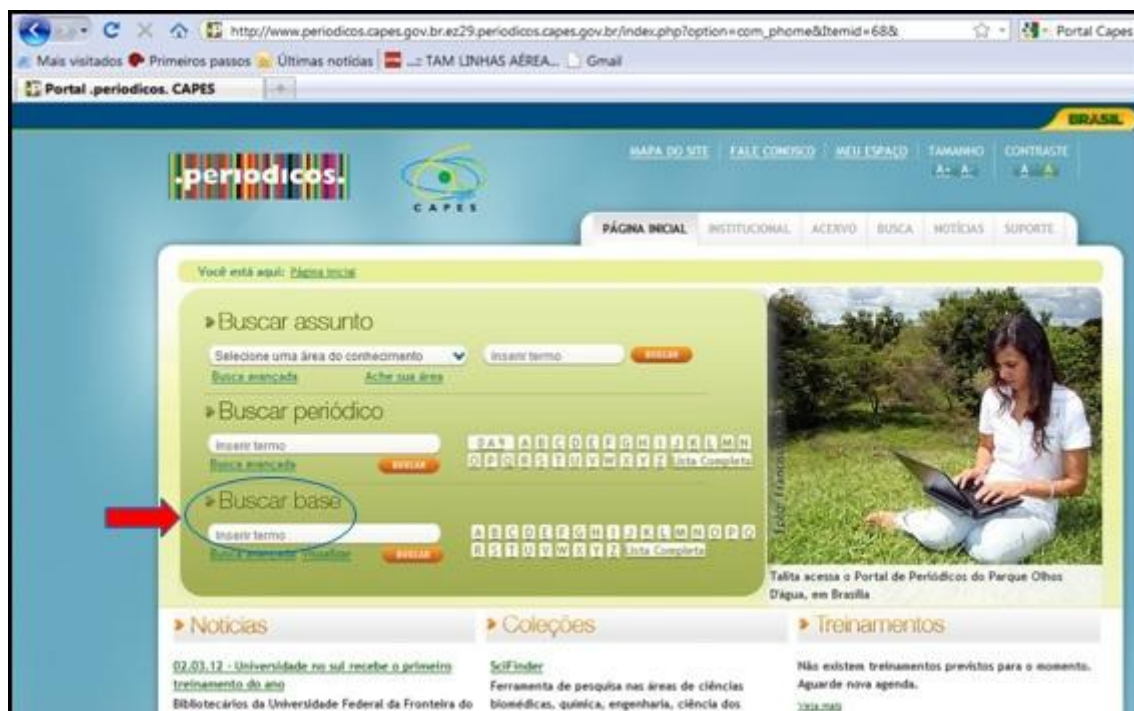 http://www.periodicos.capes.gov.br.ez29.periodicos.capes.gov.br/index.php?option=com_phome&Itemid=68&
Portal Capes
Mais visitados Primeiros passos Últimas notícias ...:: TAM LINHAS AÉREA... Gmail
Portal .periodicos. CAPES
BRASIL
MAPA DO SITE FALE CONOSCO MEU ESPAÇO TAMANHO CONTRASTE
A+ A- A A
.periodicos.
CAPES
PÁGINA INICIAL INSTITUCIONAL ACERVO BUSCA NOTÍCIAS SUPORTE
Você está aqui: Página Inicial
Buscar assunto
Selecione uma área do conhecimento Inserir termo BUSCAR
Busca avançada Ache sua área
Buscar periódico
Inserir termo
A B C D E F G H I J K L M N
Busca avançada BUSCAR
O P Q R S T U V W X Y Z Lista Completa
Buscar base
Inserir termo
A B C D E F G H I J K L M N O P Q
Busca avançada Visualizar BUSCAR
R S T U V W X Y Z Lista Completa
Talita acessa o Portal de Periódicos do Parque Olhos
D'água, em Brasília
Notícias
02.03.12 - Universidade no sul recebe o primeiro
treinamento do ano
Bibliotecários da Universidade Federal da Fronteira do
Coleções
SciFinder
Ferramenta de pesquisa nas áreas de ciências
biomédicas, química, engenharia, ciência dos
Treinamentos
Não existem treinamentos previstos para o momento.
Aguarde nova agenda.
Veja mais